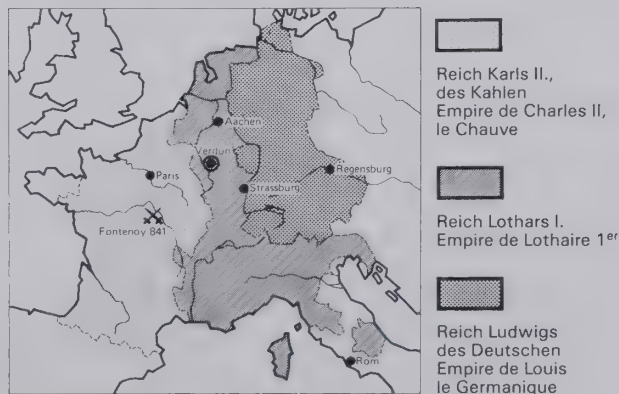 Aachen
Verdun
Paris
Strassburg
Regensburg
Fontenoy 841
Rom
Reich Karls II.,
des Kahlen
Empire de Charles II,
le Chauve
Reich Lothars I.
Empire de Lothaire 1er
Reich Ludwigs
des Deutschen
Empire de Louis
le Germanique